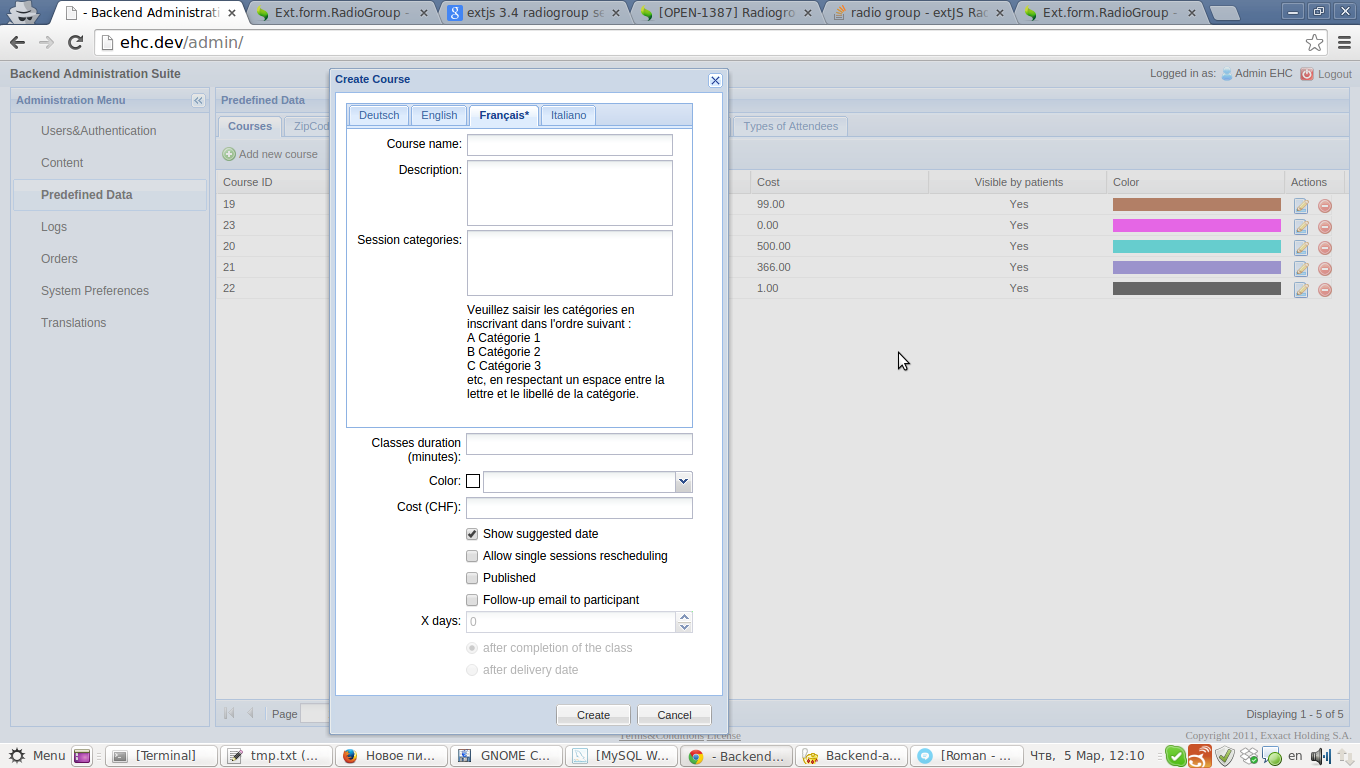 - Backend Administrati
Ext.form.RadioGroup -
extjs 3.4 radiogroup se
[OPEN-1387] Radiogro
radio group - extJS Rad
Ext.form.RadioGroup -
ehc.dev/admin/
Backend Administration Suite
Logged in as: Admin EHC Logout
Administration Menu
Users&Authentication
Content
Predefined Data
Logs
Orders
System Preferences
Translations
Predefined Data
Courses
ZipCod
Types of Attendees
Add new course
Course ID Cost Visible by patients Color Actions
19 99.00 Yes
23 0.00 Yes
20 500.00 Yes
21 366.00 Yes
22 1.00 Yes
Create Course
Deutsch English Français* Italiano
Course name:
Description:
Session categories:
Veuillez saisir les catégories en
inscrivant dans l'ordre suivant :
A Catégorie 1
B Catégorie 2
C Catégorie 3
etc, en respectant un espace entre la
lettre et le libellé de la catégorie.
Classes duration
(minutes):
Color:
Cost (CHF):
Show suggested date
Allow single sessions rescheduling
Published
Follow-up email to participant
X days: 0
after completion of the class
after delivery date
Create Cancel
Page
Displaying 1 - 5 of 5
Terms&Conditions License
Copyright 2011, Exxact Holding S.A.
Menu
[Terminal]
tmp.txt (...
Новое пи...
GNOME C...
[MySQL W...
- Backend...
Backend-a...
[Roman - ...
Чтв, 5 Мар, 12:10
en